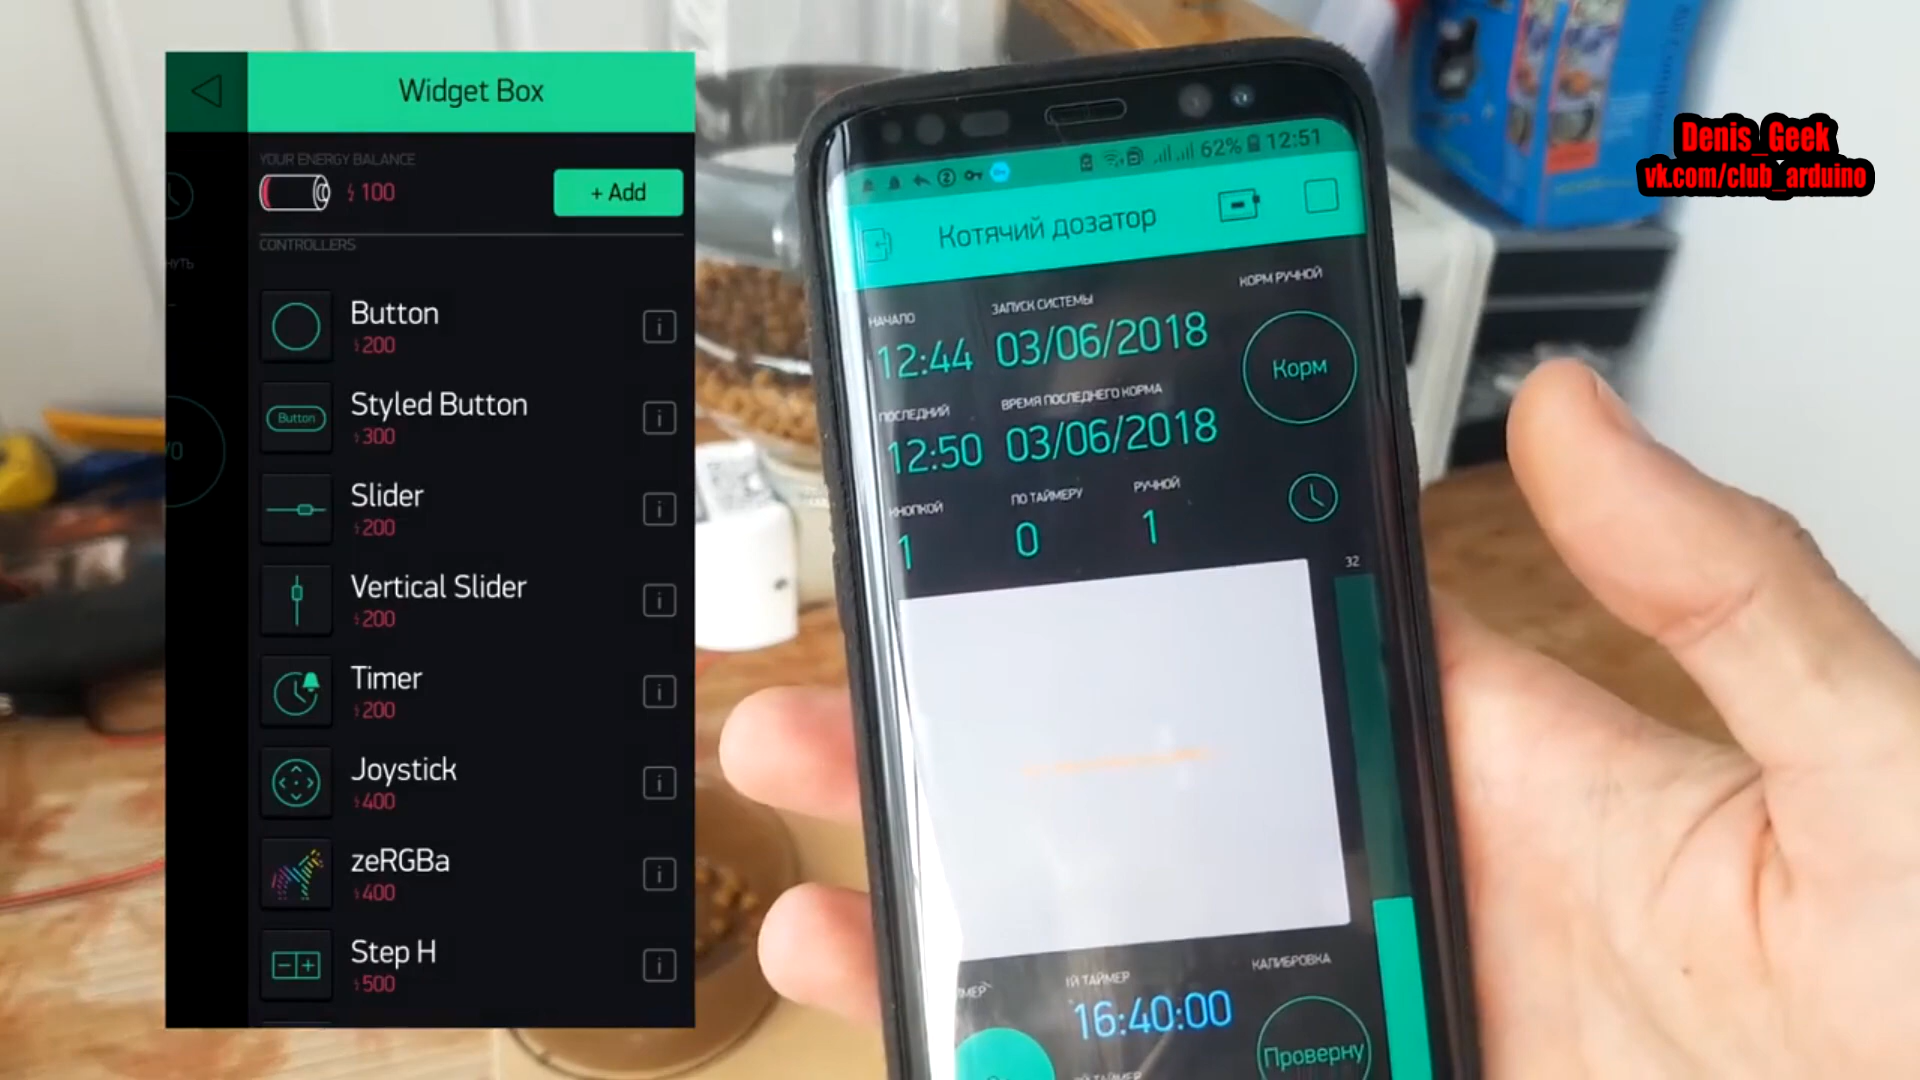 Widget Box
YOUR ENERGY BALANCE
100
+ Add
CONTROLLERS
Button
200
Styled Button
Button
300
Slider
200
Vertical Slider
200
Timer
200
Joystick
400
zeRGBa
400
Step H
500
62% 12:51
Котячий дозатор
КОРМ РУЧНОЙ
НАЧАЛО
ЗАПУСК СИСТЕМЫ
12:44
03/06/2018
Корм
ПОСЛЕДНИЙ
ВРЕМЯ ПОСЛЕДНЕГО КОРМА
12:50
03/06/2018
КНОПКОЙ
ПО ТАЙМЕРУ
РУЧНОЙ
1
0
1
32
КАЛИБРОВКА
ТАЙМЕР
16:40:00
Проверну
Denis_Geek
vk.com/club_arduino